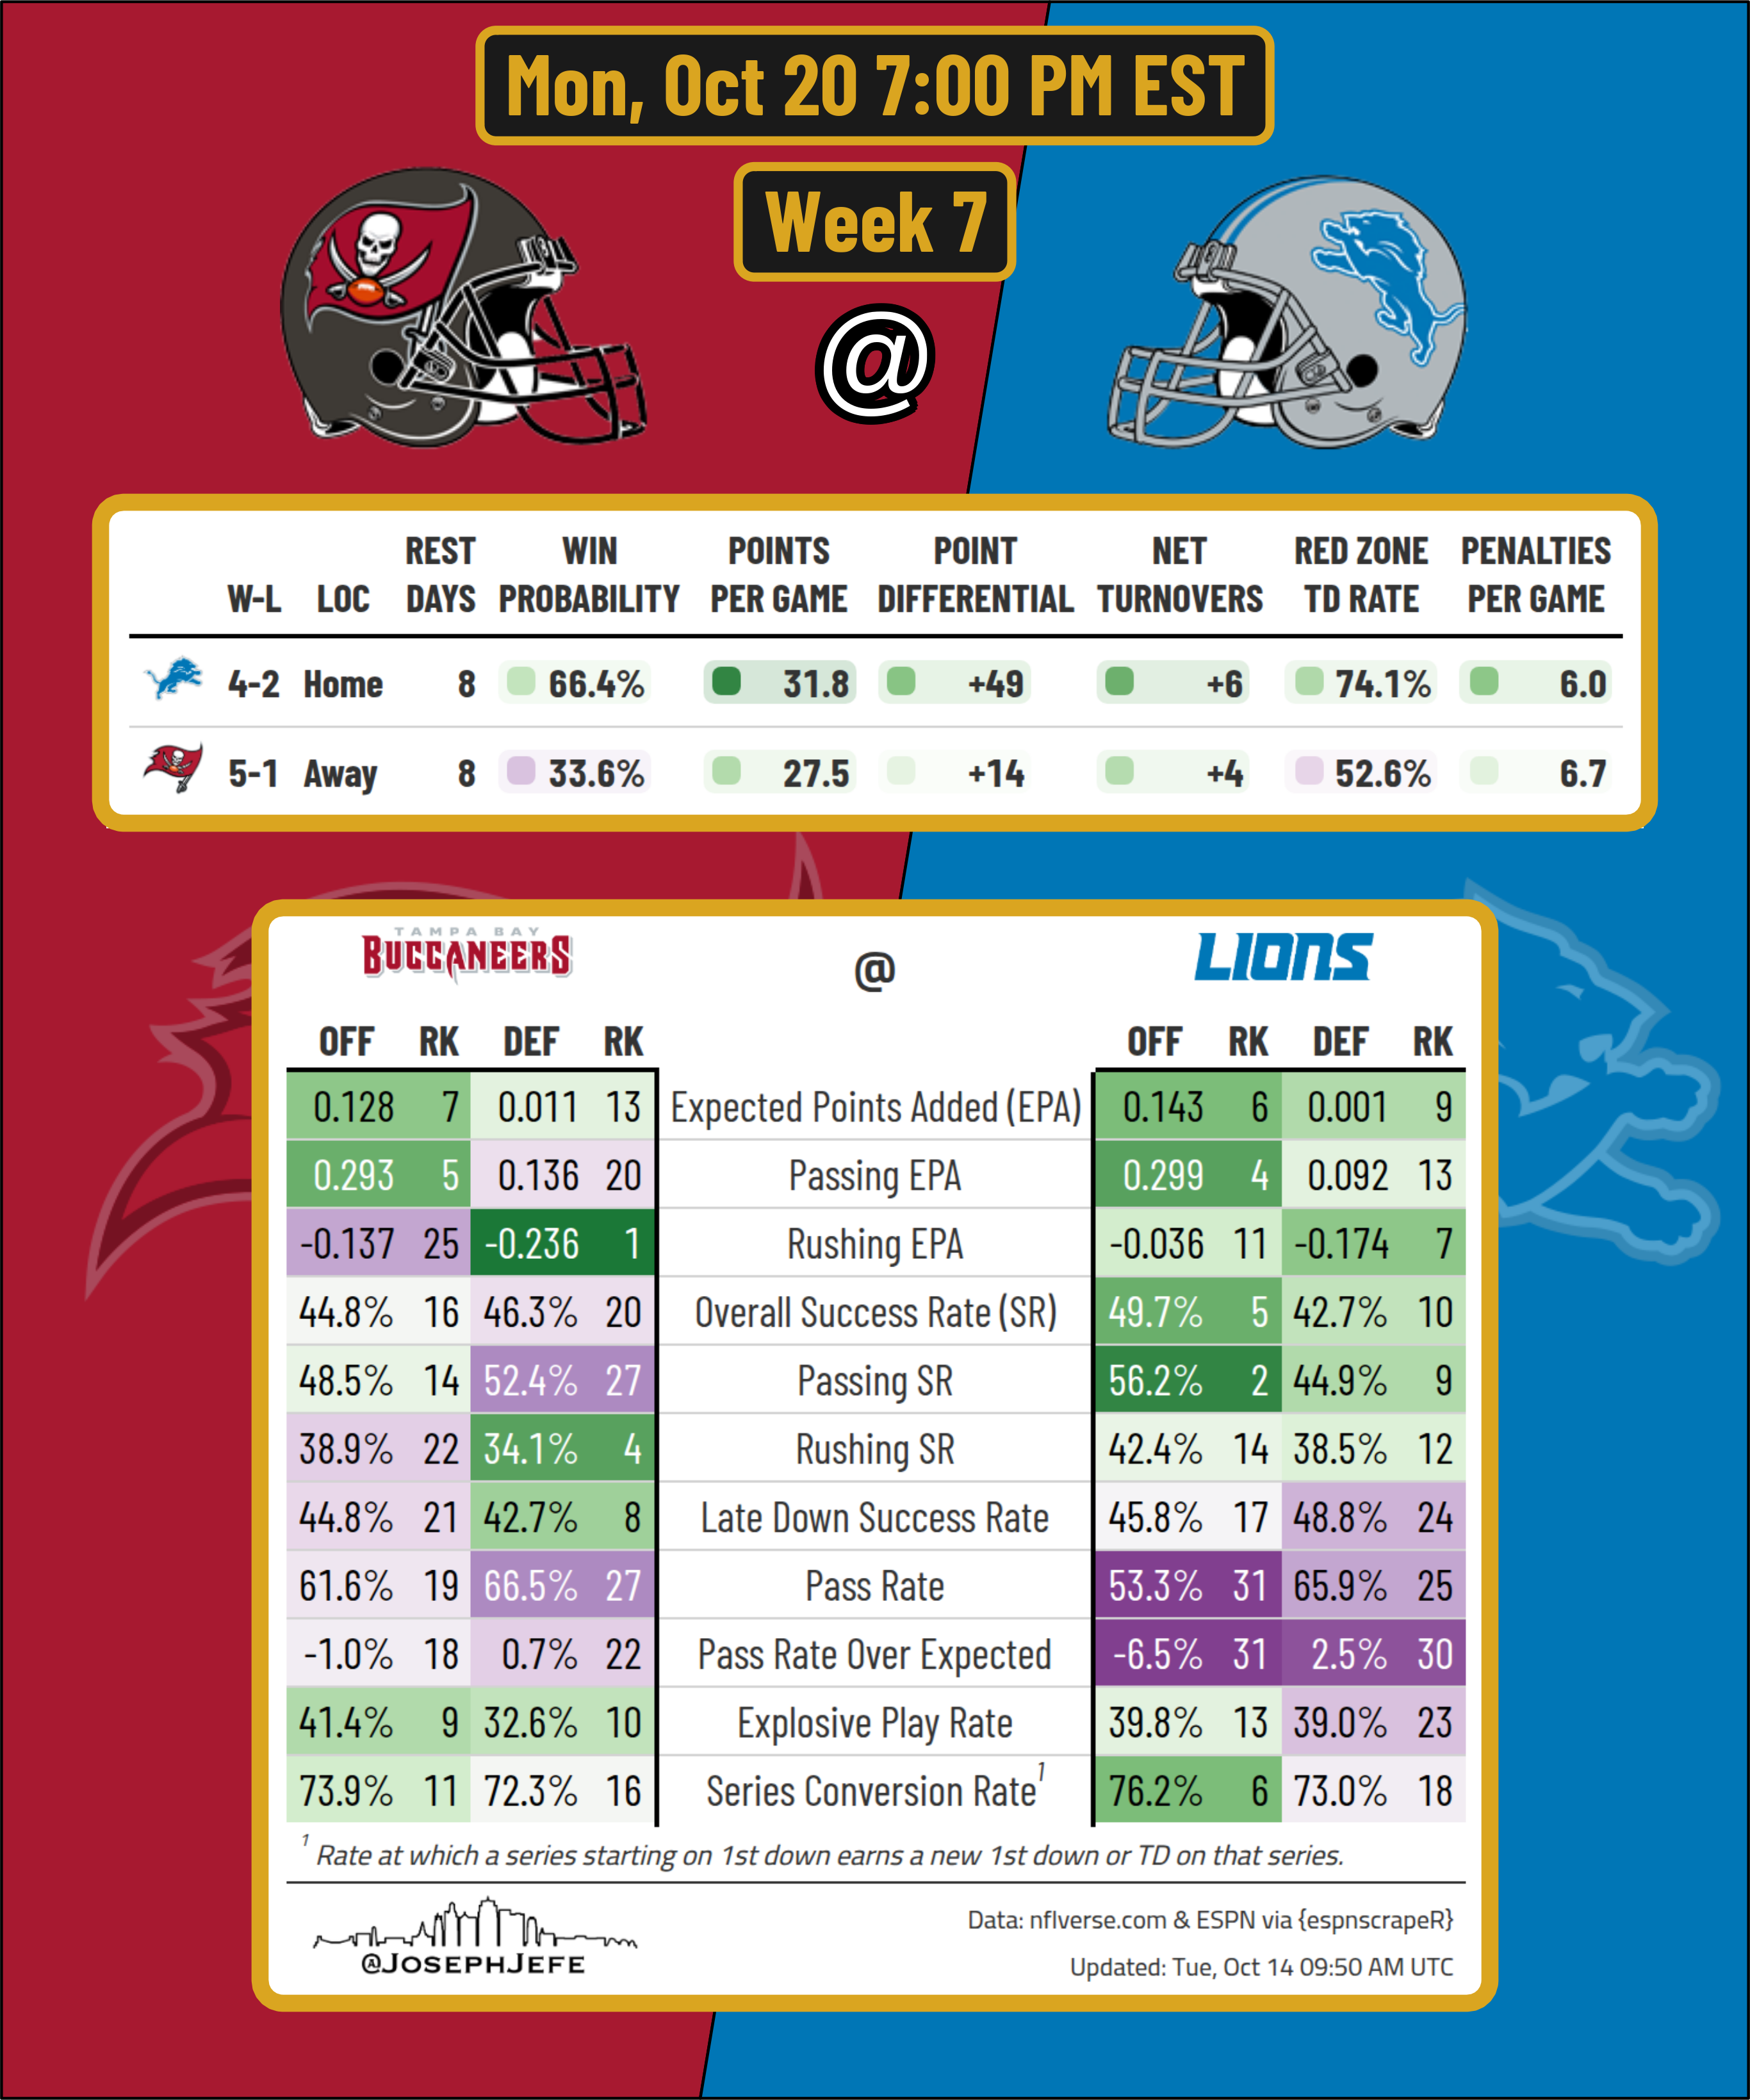 Mon, Oct 20 7:00 PM EST
Week 7
@
REST WIN POINTS POINT NET RED ZONE PENALTIES
W-L LOC DAYS PROBABILITY PER GAME DIFFERENTIAL TURNOVERS TD RATE PER GAME
4-2 Home 8 66.4% 31.8 +49 +6 74.1% 6.0
5-1 Away 8 33.6% 27.5 +14 +4 52.6% 6.7
TAMPA BAY
BUCCANEERS @ LIONS
OFF RK DEF RK OFF RK DEF RK
0.128 7 0.011 13 Expected Points Added (EPA) 0.143 6 0.001 9
0.293 5 0.136 20 Passing EPA 0.299 4 0.092 13
-0.137 25 -0.236 1 Rushing EPA -0.036 11 -0.174 7
44.8% 16 46.3% 20 Overall Success Rate (SR) 49.7% 5 42.7% 10
48.5% 14 52.4% 27 Passing SR 56.2% 2 44.9% 9
38.9% 22 34.1% 4 Rushing SR 42.4% 14 38.5% 12
44.8% 21 42.7% 8 Late Down Success Rate 45.8% 17 48.8% 24
61.6% 19 66.5% 27 Pass Rate 53.3% 31 65.9% 25
-1.0% 18 0.7% 22 Pass Rate Over Expected -6.5% 31 2.5% 30
41.4% 9 32.6% 10 Explosive Play Rate 39.8% 13 39.0% 23
73.9% 11 72.3% 16 Series Conversion Rate¹ 76.2% 6 73.0% 18
¹ Rate at which a series starting on 1st down earns a new 1st down or TD on that series.
@JOSEPHJEFE
Data: nflverse.com & ESPN via {espnscrapeR}
Updated: Tue, Oct 14 09:50 AM UTC